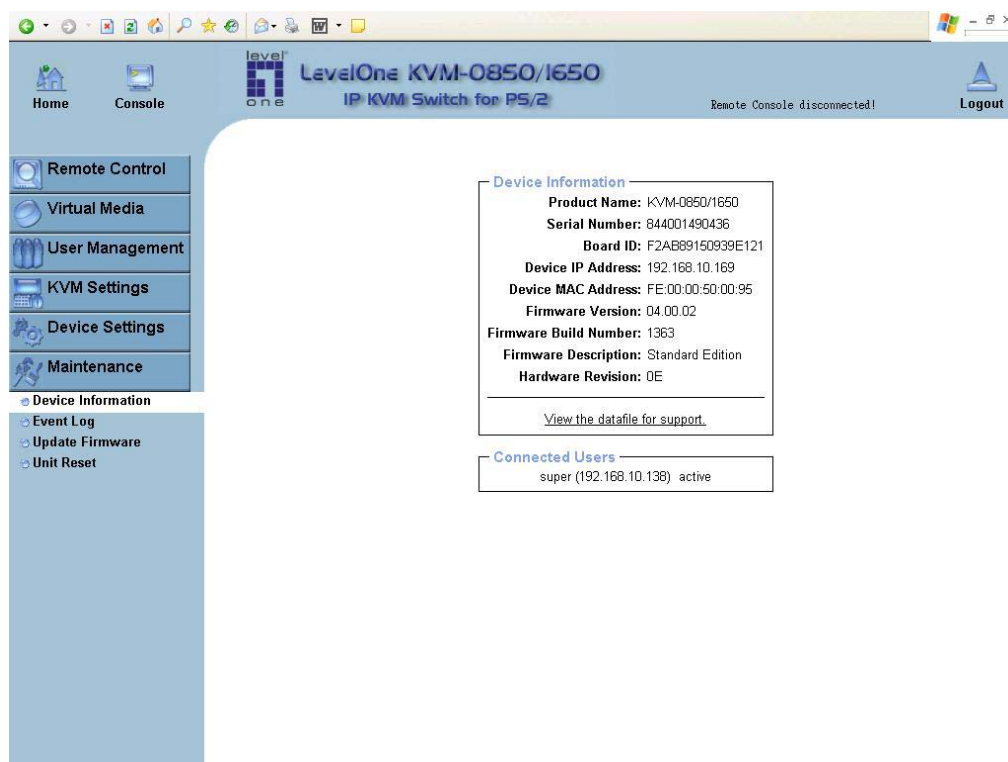 level
one
LevelOne KVM-0850/1650
IP KVM Switch for PS/2
Home
Console
Remote Console disconnected!
Logout
Remote Control
Virtual Media
User Management
KVM Settings
Device Settings
Maintenance
Device Information
Event Log
Update Firmware
Unit Reset
Device Information
Product Name: KVM-0850/1650
Serial Number: 844001490436
Board ID: F2AB89150939E121
Device IP Address: 192.168.10.169
Device MAC Address: FE:00:00:50:00:95
Firmware Version: 04.00.02
Firmware Build Number: 1363
Firmware Description: Standard Edition
Hardware Revision: 0E
View the datafile for support.
Connected Users
super (192.168.10.138) active